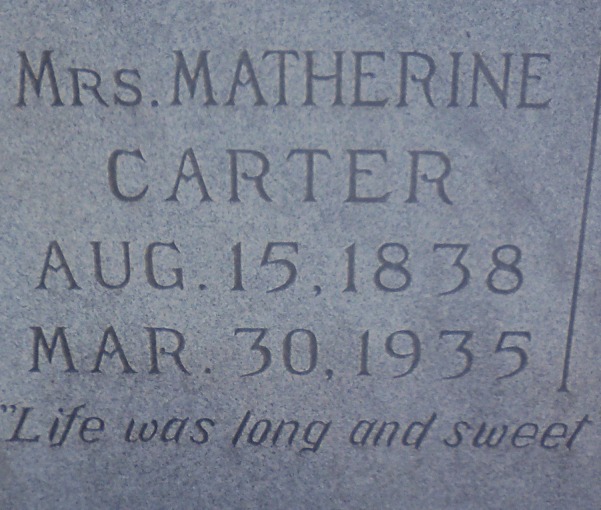 Mrs. MATHERINE
CARTER
AUG. 15, 1838
MAR. 30, 1935
"Life was long and sweet